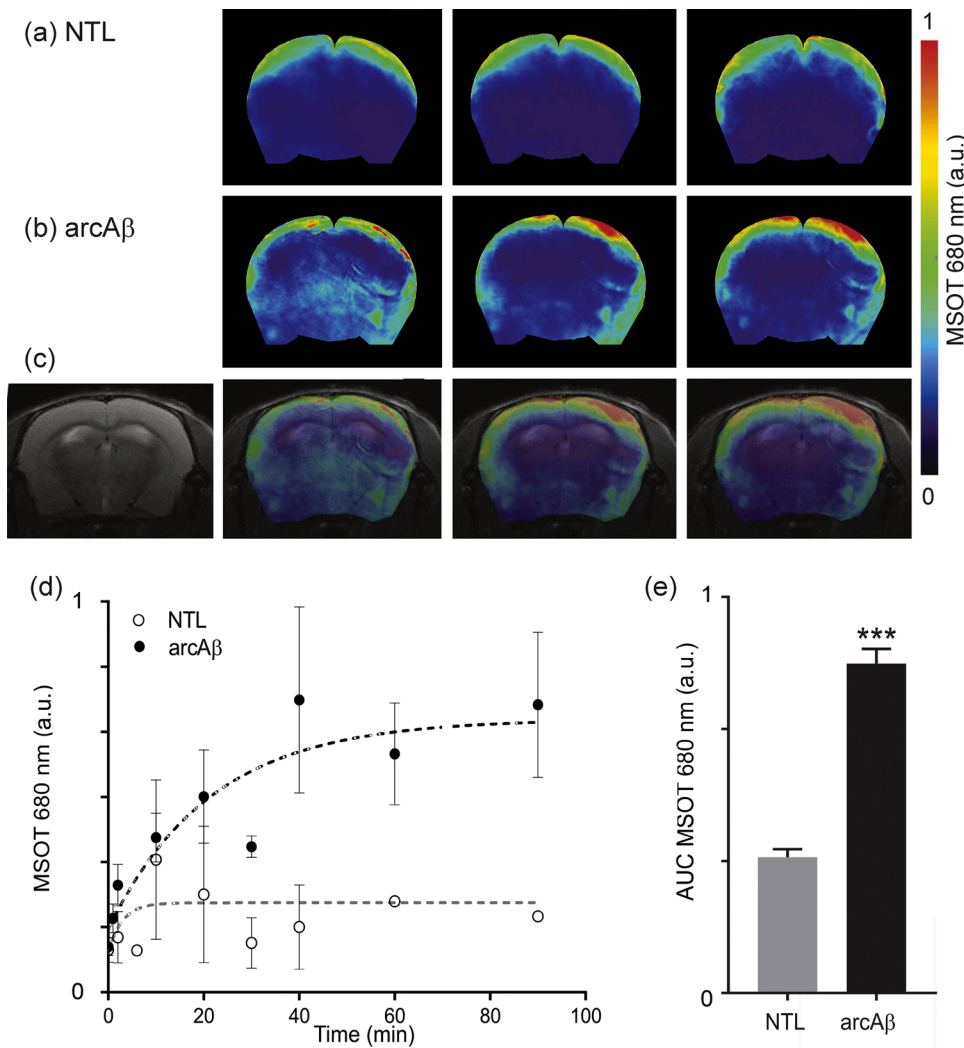 (a) NTL
1
(b) arcAβ
MSOT 680 nm (a.u.)
(c)
0
(d)
1
NTL
arcAβ
MSOT 680 nm (a.u.)
0
0
20
40
60
80
100
Time (min)
(e)
1
***
AUC MSOT 680 nm (a.u.)
0
NTL
arcAβ